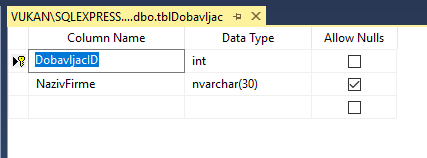 VUKAN\SQLEXPRESS....dbo.tblDobavljac
Column Name Data Type Allow Nulls
DobavljacID int
NazivFirme nvarchar(30)